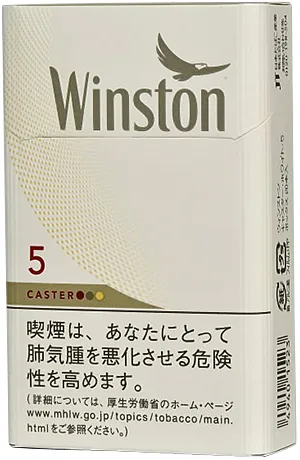 Winston
5
CASTER
喫煙は、あなたにとって
肺気腫を悪化させる危険
性を高めます。
(詳細については、厚生労働省のホーム・ページ
www.mhlw.go.jp/topics/tobacco/main.
htmlをご参照ください。)